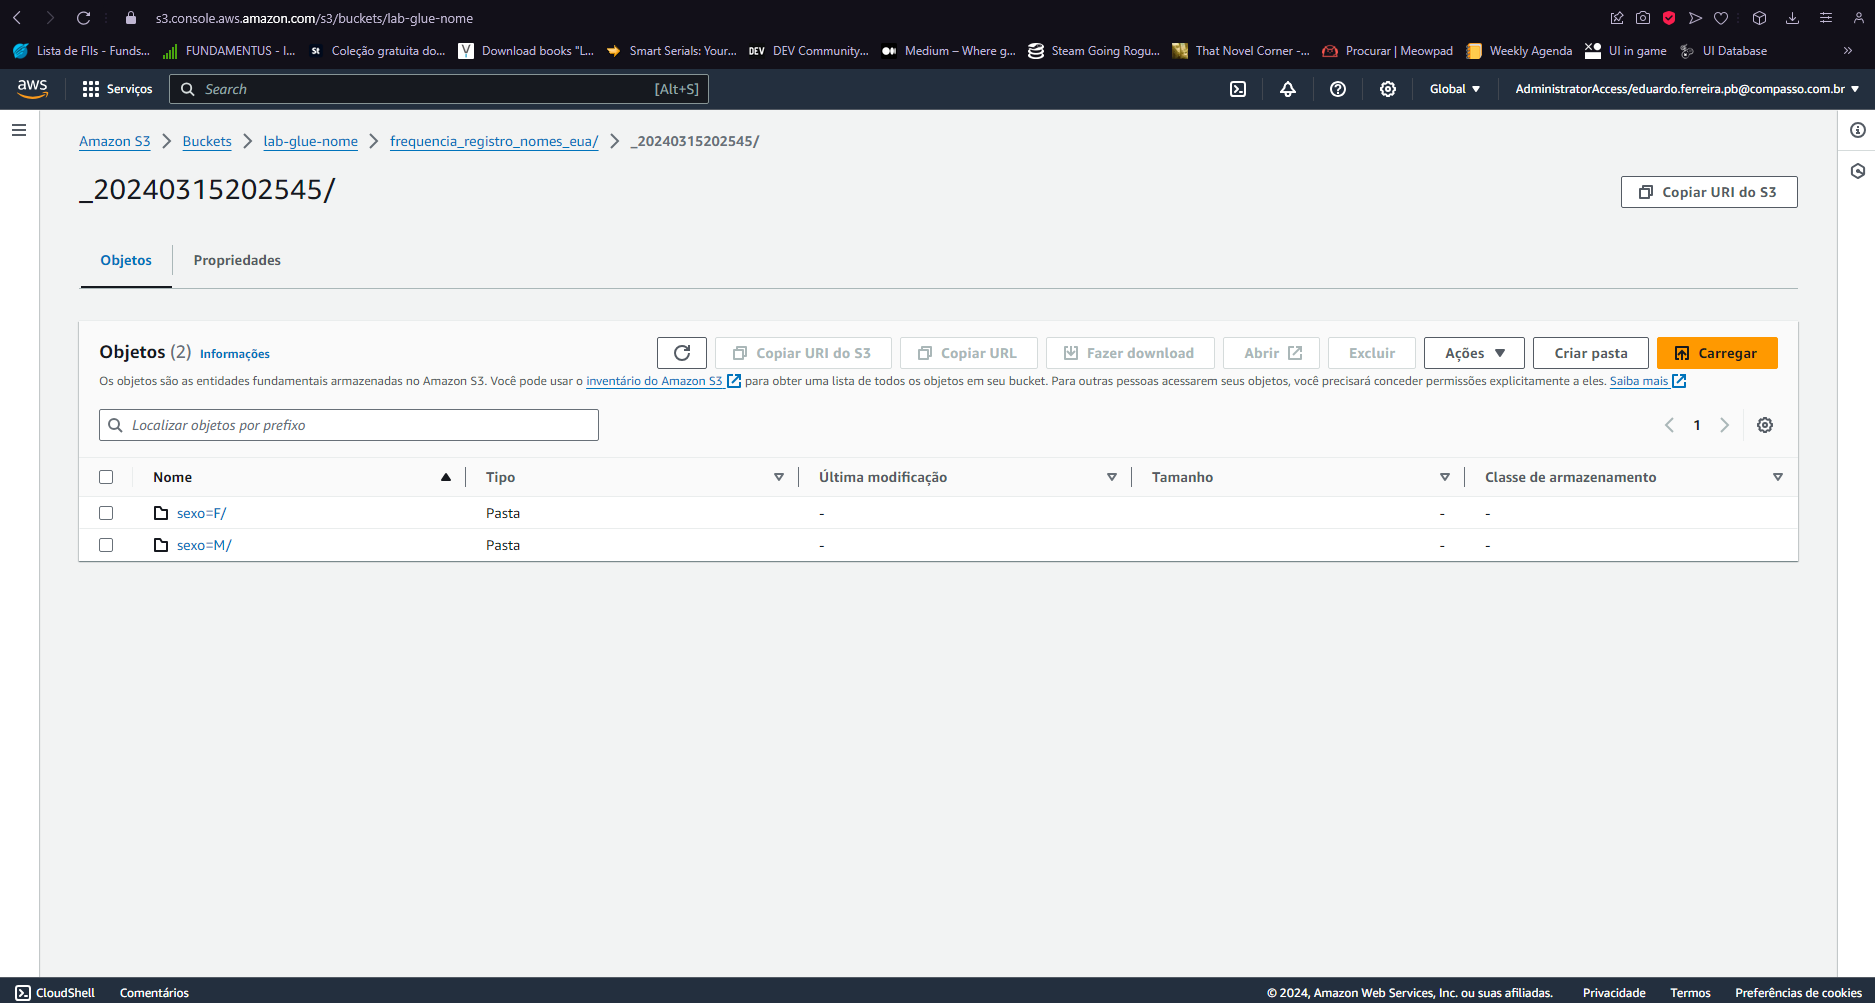 s3.console.aws.amazon.com/s3/buckets/lab-glue-nome
Lista de FIIs - Funds... FUNDAMENTUS - I... St Coleção gratuita do... V Download books "L... Smart Serials: Your... DEV DEV Community... Medium – Where g... Steam Going Rogu... That Novel Corner -... Procurar | Meowpad Weekly Agenda UI in game UI Database »
aws Serviços Search [Alt+S] Global AdministratorAccess/eduardo.ferreira.pb@compasso.com.br
Amazon S3 > Buckets > lab-glue-nome > frequencia_registro_nomes_eua/ > _20240315202545/
_20240315202545/
Copiar URI do S3
Objetos Propriedades
Objetos (2) Informações Copiar URI do S3 Copiar URL Fazer download Abrir Excluir Ações Criar pasta Carregar
Os objetos são as entidades fundamentais armazenadas no Amazon S3. Você pode usar o inventário do Amazon S3 para obter uma lista de todos os objetos em seu bucket. Para outras pessoas acessarem seus objetos, você precisará conceder permissões explicitamente a eles. Saiba mais
Localizar objetos por prefixo < 1 >
Nome Tipo Última modificação Tamanho Classe de armazenamento
sexo=F/ Pasta - - -
sexo=M/ Pasta - - -
CloudShell Comentários © 2024, Amazon Web Services, Inc. ou suas afiliadas. Privacidade Termos Preferências de cookies